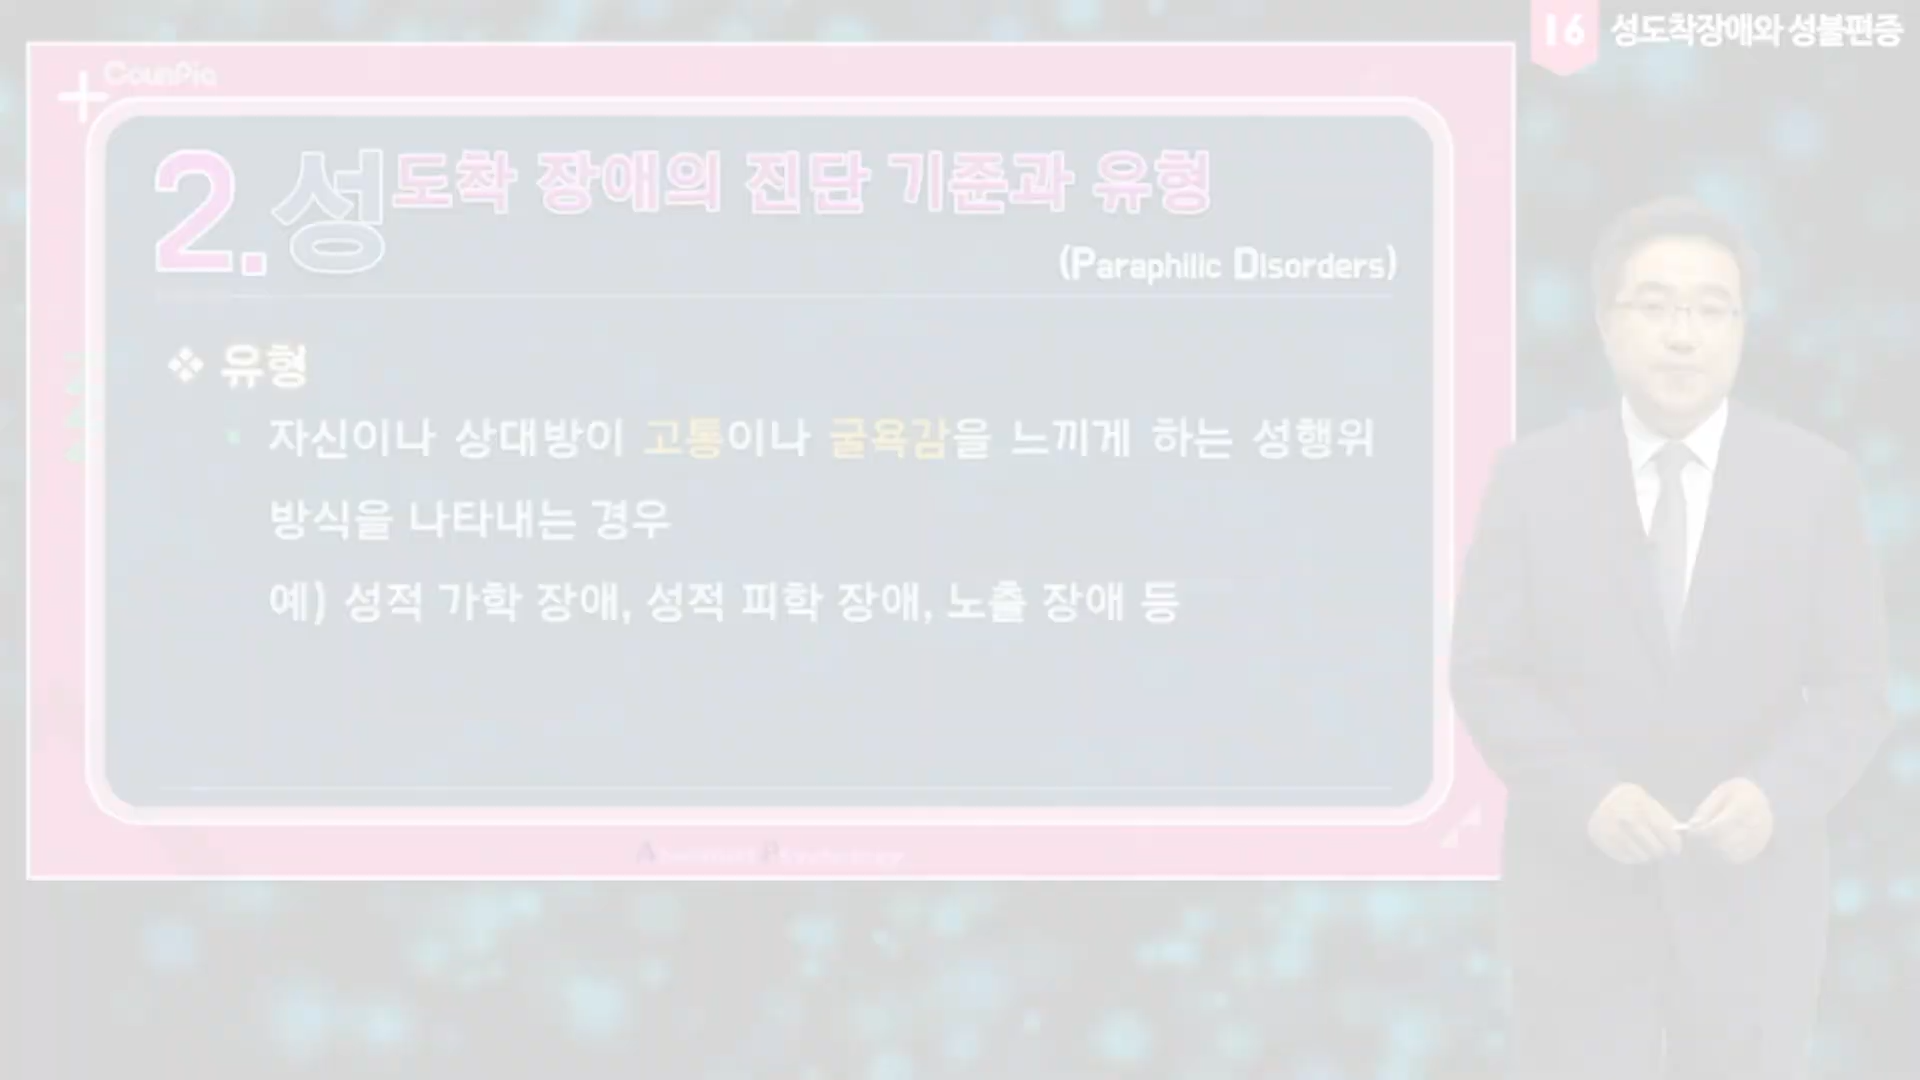 16 성도착장애와 성불편증
CounPia
2.성도착 장애의 진단 기준과 유형
(Paraphilic Disorders)
❖ 유형
▪ 자신이나 상대방이 고통이나 굴욕감을 느끼게 하는 성행위
방식을 나타내는 경우
예) 성적 가학 장애, 성적 피학 장애, 노출 장애 등